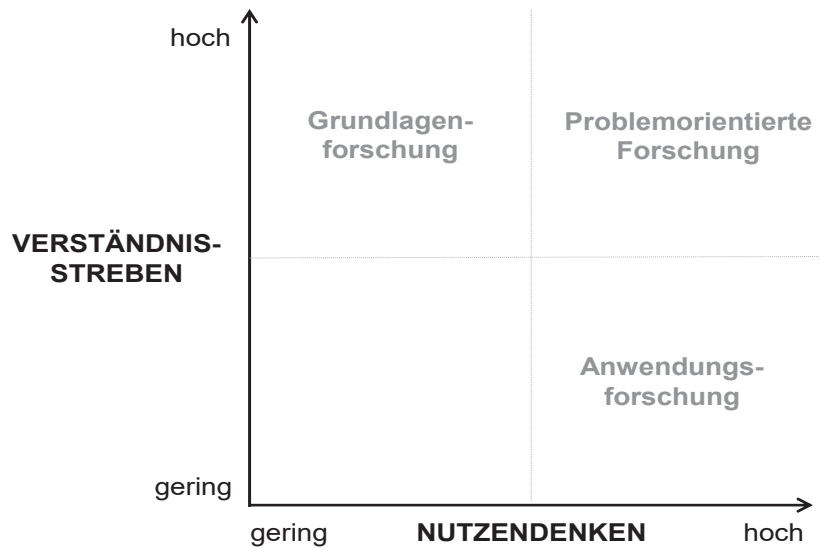 hoch
Grundlagen-
forschung
Problemorientierte
Forschung
VERSTÄNDNIS-
STREBEN
Anwendungs-
forschung
gering
gering NUTZENDENKEN hoch